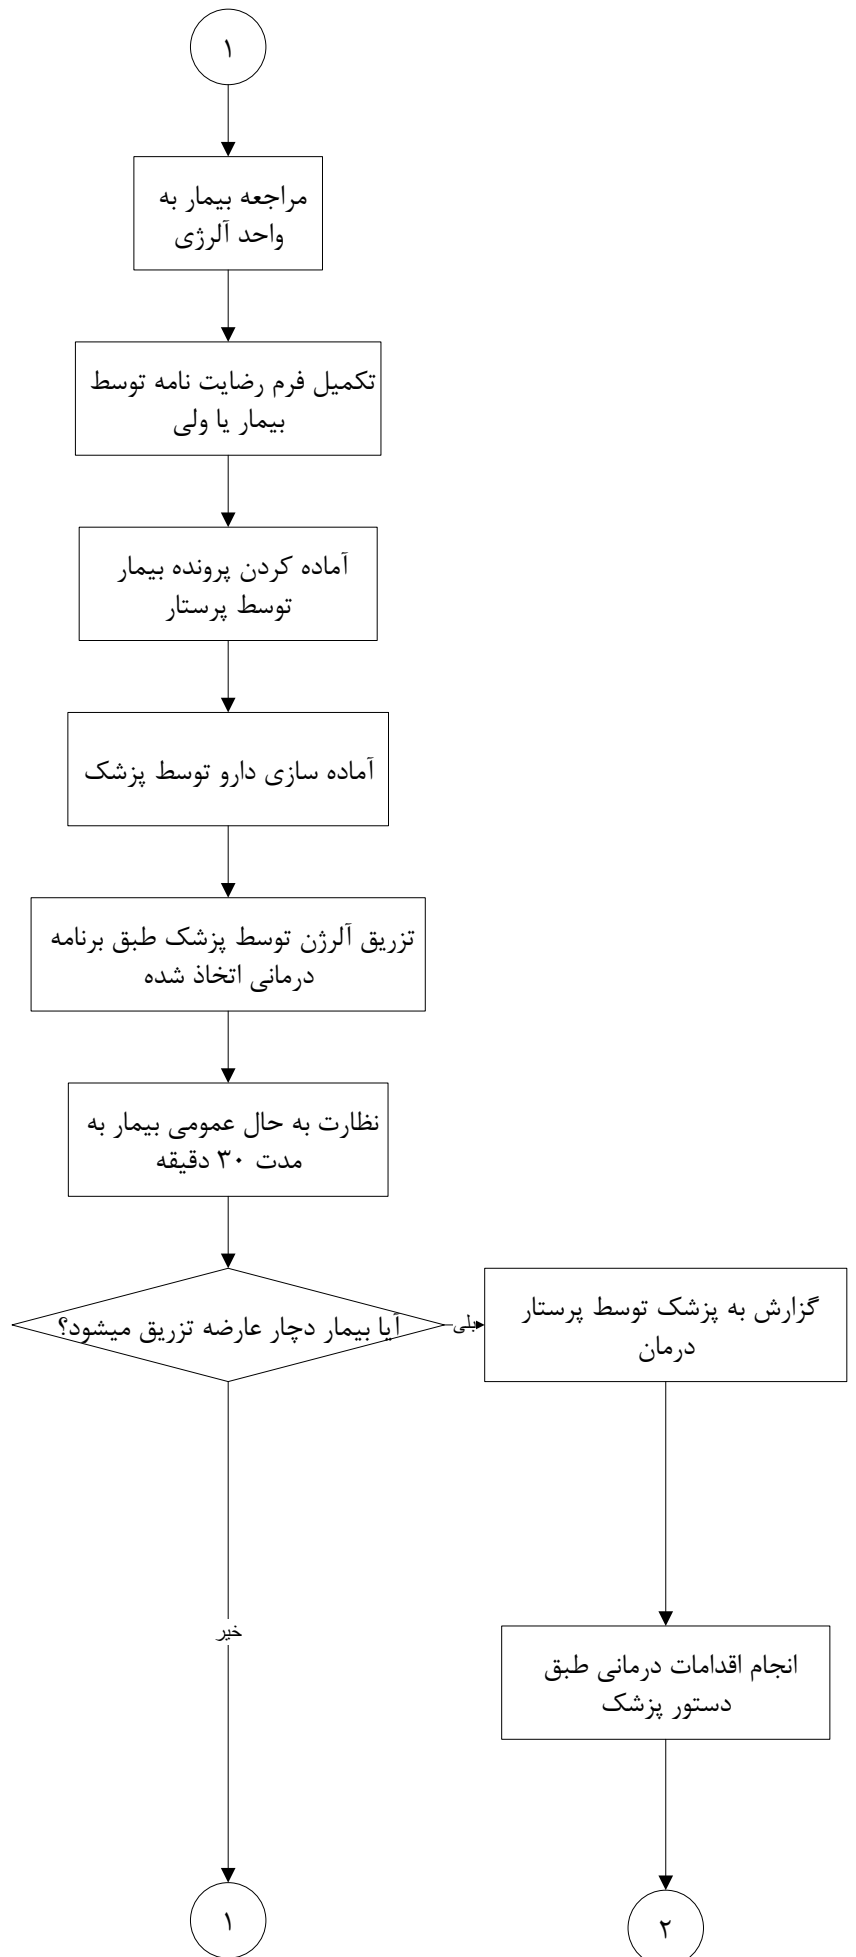 ۱
مراجعه بیمار به
واحد آلرژی
تکمیل فرم رضایت نامه توسط
بیمار یا ولی
آماده کردن پرونده بیمار
توسط پرستار
آماده سازی دارو توسط پزشک
تزریق آلرژن توسط پزشک طبق برنامه
درمانی اتخاذ شده
نظارت به حال عمومی بیمار به
مدت ۳۰ دقیقه
آیا بیمار دچار عارضه تزریق میشود؟
بلی
گزارش به پزشک توسط پرستار
درمان
خیر
انجام اقدامات درمانی طبق
دستور پزشک
۱
۲